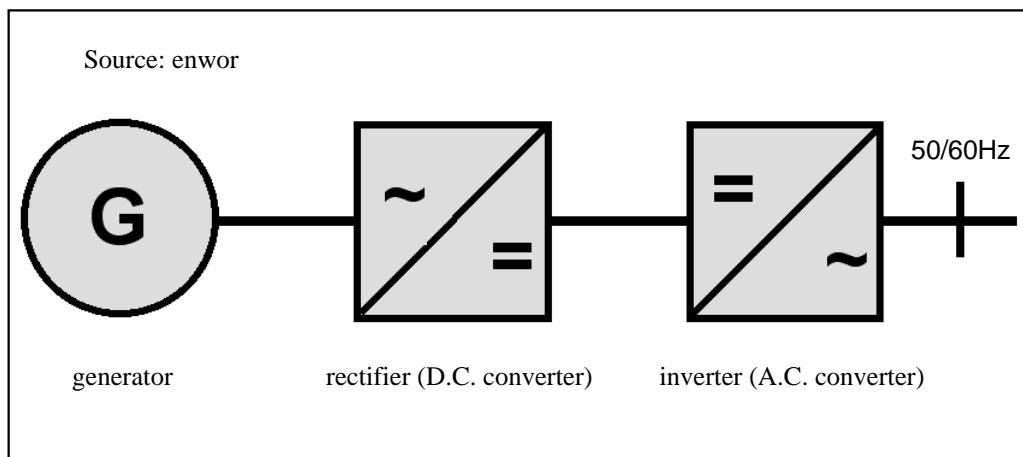 Source: enwor
50/60Hz
G
~
=
=
~
generator
rectifier (D.C. converter)
inverter (A.C. converter)